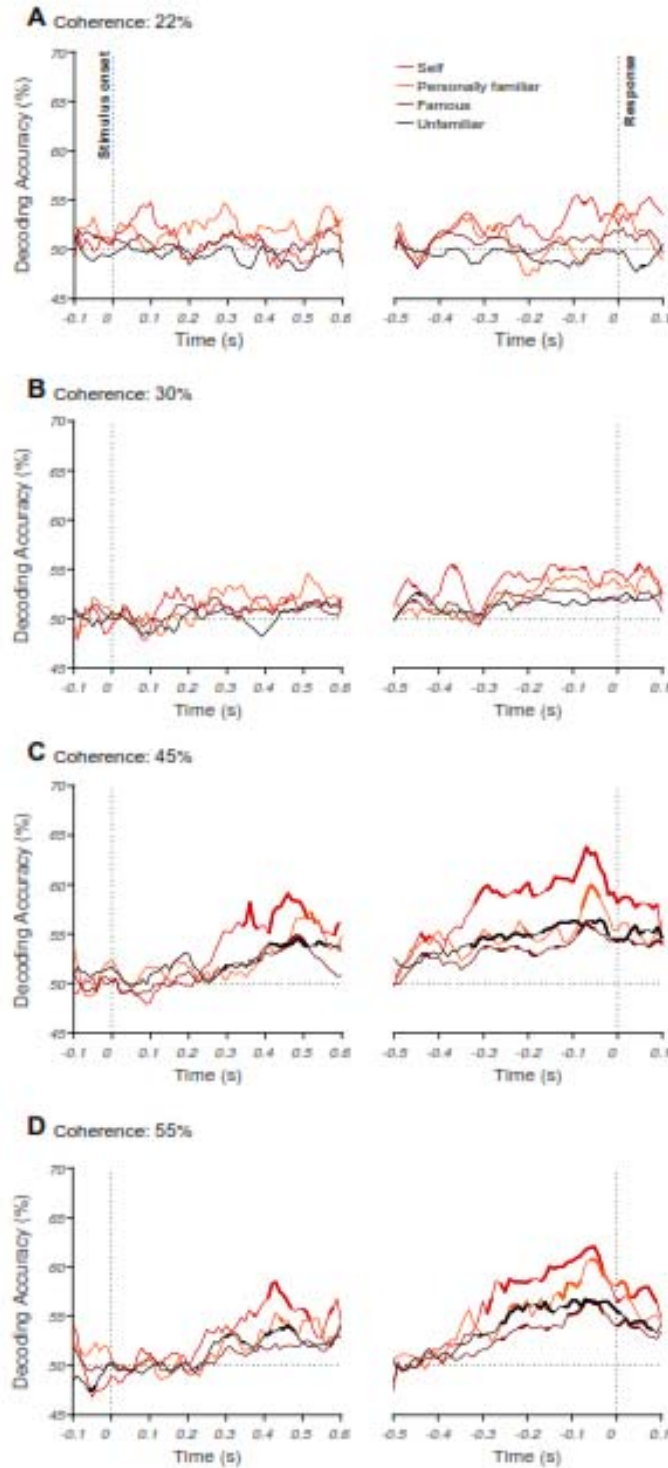 A Coherence: 22%
Decoding Accuracy (%)
70
65
60
55
50
45
Stimulus onset
Self
Personally familiar
Famous
Unfamiliar
Response
-0.1 0 0.1 0.2 0.3 0.4 0.5 0.6
Time (s)
-0.5 -0.4 -0.3 -0.2 -0.1 0 0.1
Time (s)
B Coherence: 30%
Decoding Accuracy (%)
70
65
60
55
50
45
-0.1 0 0.1 0.2 0.3 0.4 0.5 0.6
Time (s)
-0.5 -0.4 -0.3 -0.2 -0.1 0 0.1
Time (s)
C Coherence: 45%
Decoding Accuracy (%)
70
65
60
55
50
45
-0.1 0 0.1 0.2 0.3 0.4 0.5 0.6
Time (s)
-0.5 -0.4 -0.3 -0.2 -0.1 0 0.1
Time (s)
D Coherence: 55%
Decoding Accuracy (%)
70
65
60
55
50
45
-0.1 0 0.1 0.2 0.3 0.4 0.5 0.6
Time (s)
-0.5 -0.4 -0.3 -0.2 -0.1 0 0.1
Time (s)